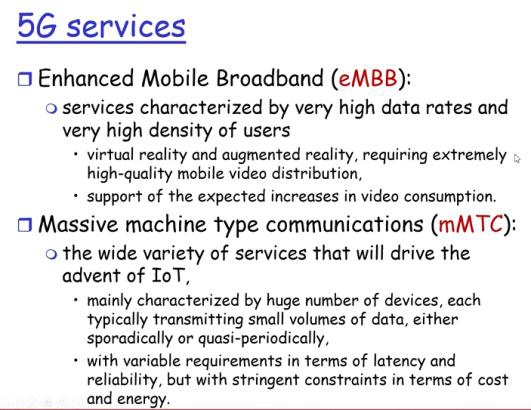 5G services
Enhanced Mobile Broadband (eMBB):
services characterized by very high data rates and
very high density of users
virtual reality and augmented reality, requiring extremely
high-quality mobile video distribution,
support of the expected increases in video consumption.
Massive machine type communications (mMTC):
the wide variety of services that will drive the
advent of IoT,
mainly characterized by huge number of devices, each
typically transmitting small volumes of data, either
sporadically or quasi-periodically,
with variable requirements in terms of latency and
reliability, but with stringent constraints in terms of cost
and energy.